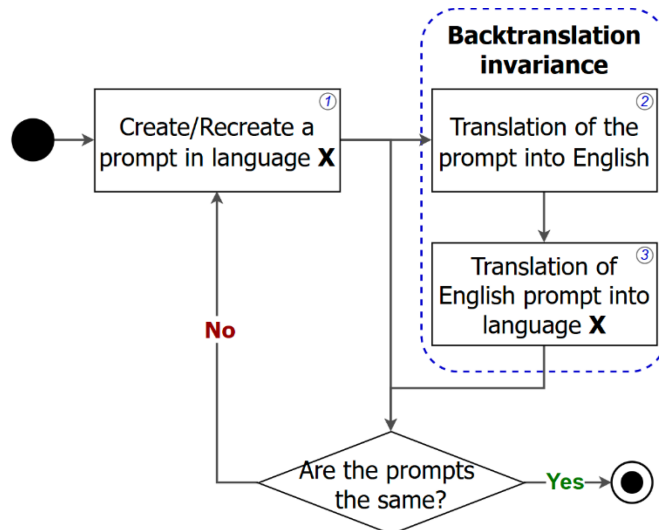 Backtranslation
invariance
1
Create/Recreate a
prompt in language X
2
Translation of the
prompt into English
3
Translation of
English prompt into
language X
No
Are the prompts
the same?
Yes